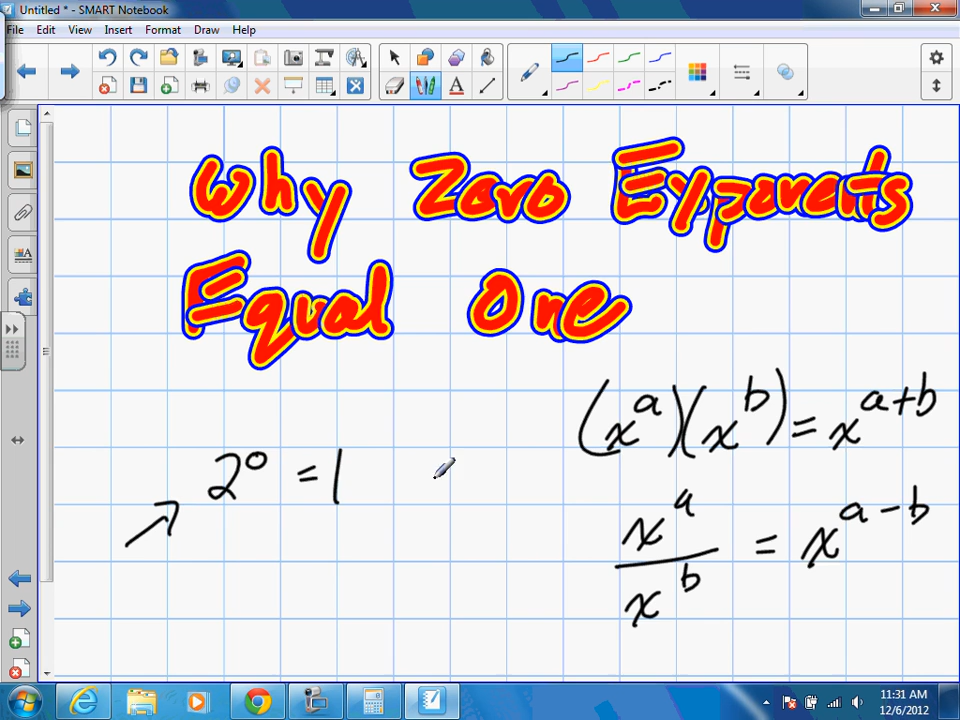 Untitled * - SMART Notebook
File Edit View Insert Format Draw Help
Why Zero Exponents
Equal One
(x^a)(x^b) = x^{a+b}
2^0 = 1
x^a / x^b = x^{a-b}
11:31 AM
12/6/2012